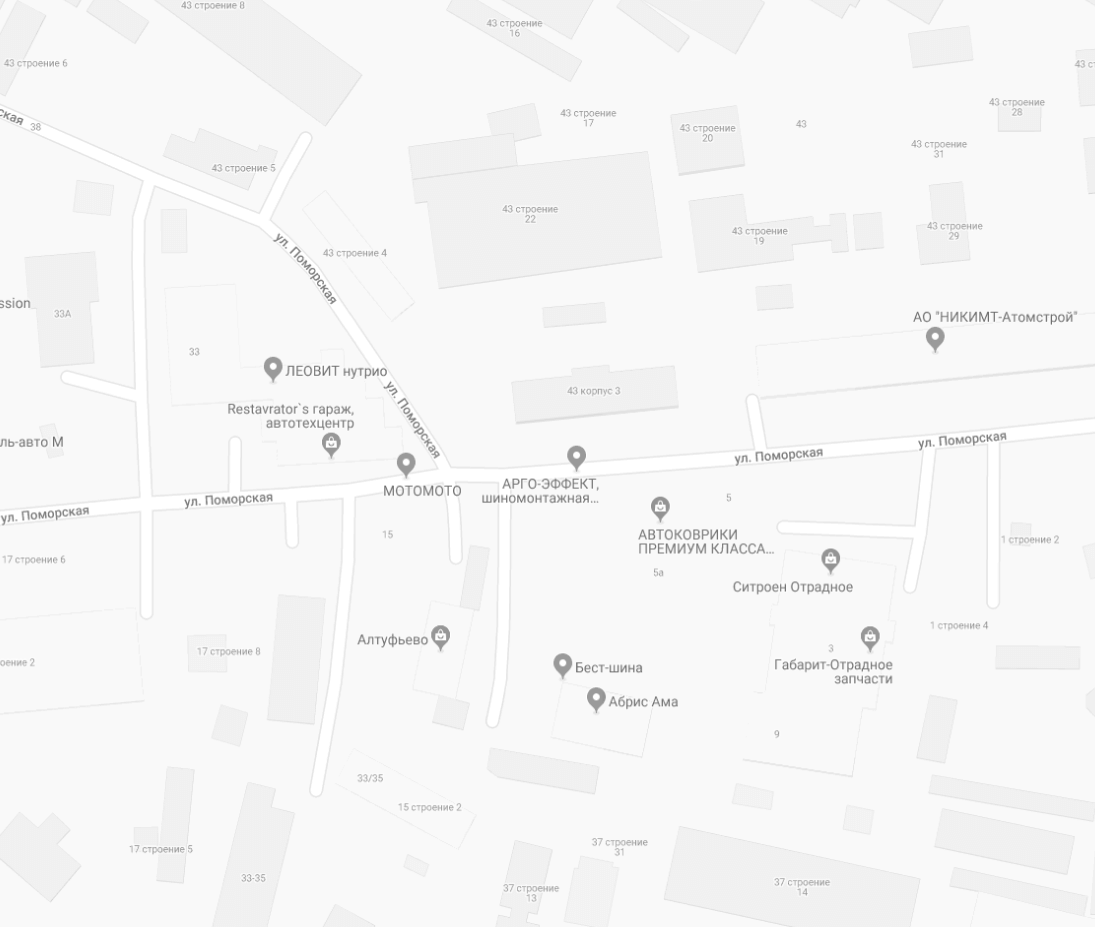 43 строение 8
43 строение
16
43 строение 6
43 ст
ская
38
43 строение
17
43 строение
20
43
43 строение
28
43 строение
31
43 строение 5
43 строение
22
43 строение
19
43 строение
29
ул. Поморская
43 строение 4
ssion
33А
АО "НИКИМТ-Атомстрой"
33
ЛЕОВИТ нутрио
43 корпус 3
ул. Поморская
Restavrator`s гараж,
автотехцентр
ль-авто М
ул. Поморская
ул. Поморская
МОТОМОТО
АРГО-ЭФФЕКТ,
шиномонтажная...
ул. Поморская
ул. Поморская
5
15
АВТОКОВРИКИ
ПРЕМИУМ КЛАССА...
1 строение 2
17 строение 6
5а
Ситроен Отрадное
1 строение 4
Алтуфьево
17 строение 8
3
оение 2
Бест-шина
Габарит-Отрадное
запчасти
Абрис Ама
9
33/35
15 строение 2
17 строение 5
37 строение
31
33-35
37 строение
13
37 строение
14